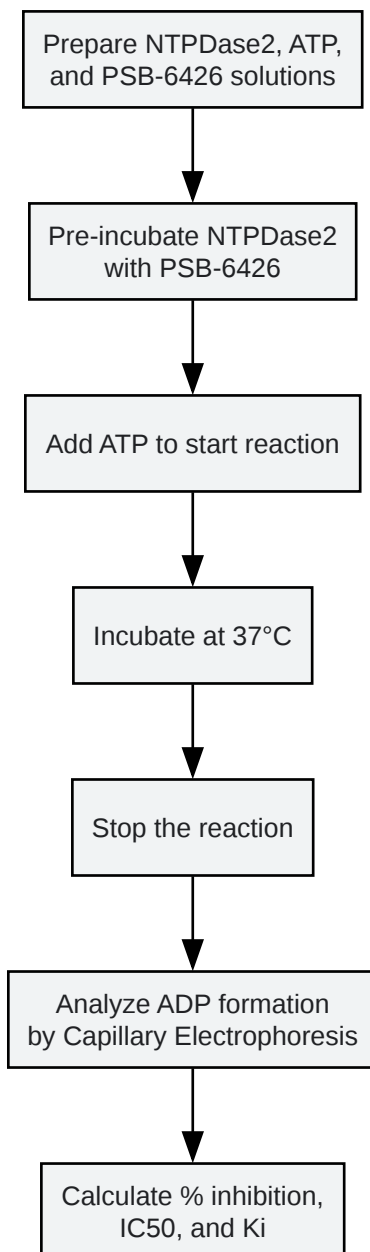 Prepare NTPDase2, ATP,
and PSB-6426 solutions
Pre-incubate NTPDase2
with PSB-6426
Add ATP to start reaction
Incubate at 37°C
Stop the reaction
Analyze ADP formation
by Capillary Electrophoresis
Calculate % inhibition,
IC50, and Ki